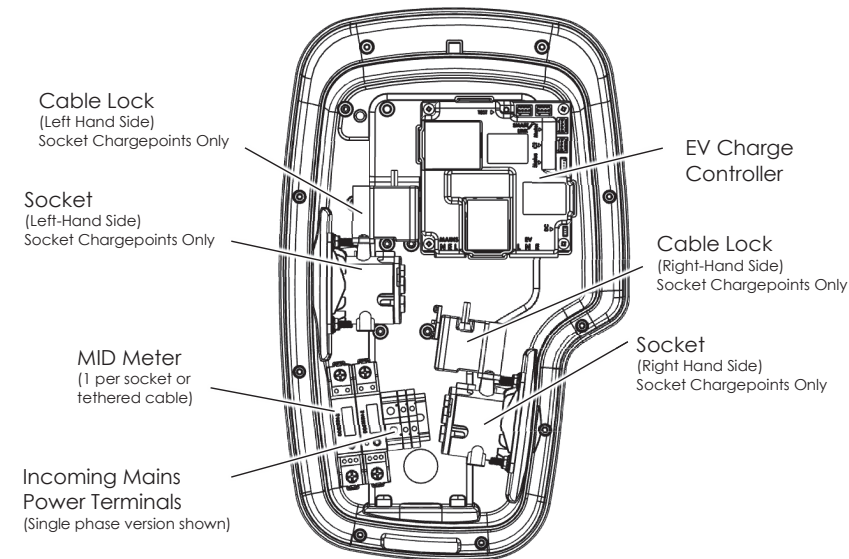 Cable Lock
(Left Hand Side)
Socket Chargepoints Only
Socket
(Left-Hand Side)
Socket Chargepoints Only
MID Meter
(1 per socket or
tethered cable)
Incoming Mains
Power Terminals
(Single phase version shown)
EV Charge
Controller
Cable Lock
(Right-Hand Side)
Socket Chargepoints Only
Socket
(Right Hand Side)
Socket Chargepoints Only
MAINS
EV